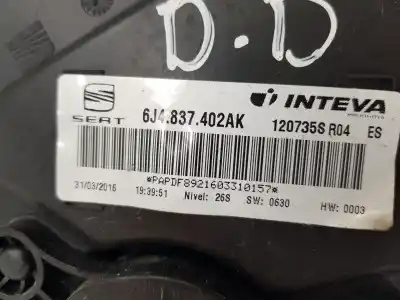 D.D
SEAT
6J4.837.402AK
INTEVA
PRODUCTS
120735S R04 ES
*PAPDF8921603310157*
31/03/2016 19:39:51 Nivel: 26S SW: 0630 HW: 0003